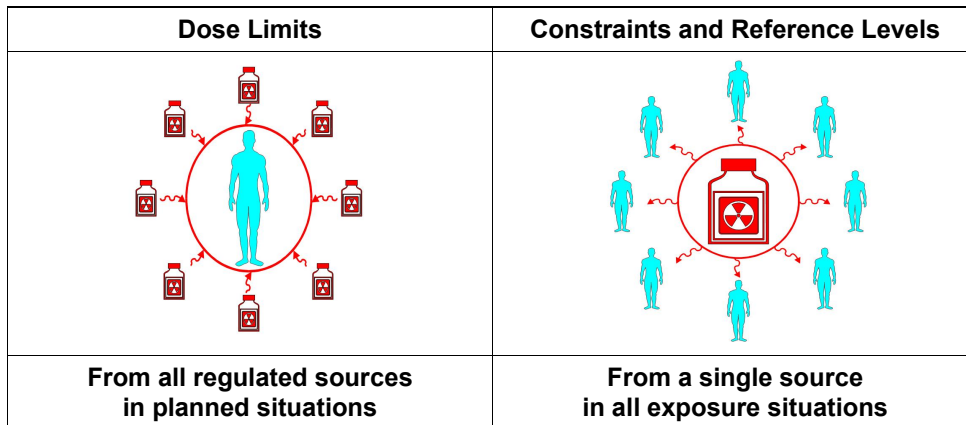 Dose Limits
Constraints and Reference Levels
From all regulated sources
in planned situations
From a single source
in all exposure situations